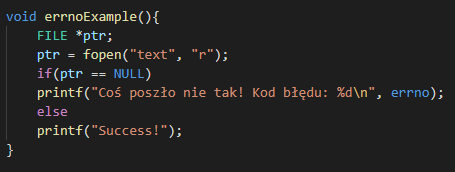 void errnoExample(){
FILE *ptr;
ptr = fopen("text", "r");
if(ptr == NULL)
printf("Coś poszło nie tak! Kod błędu: %d\n", errno);
else
printf("Success!");
}